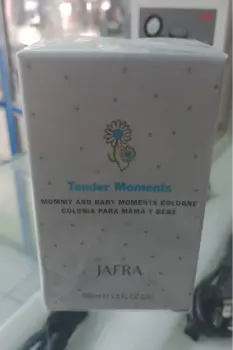 Tender Moments
MOMMY AND BABY MOMENTS COLOGNE
COLONIA PARA MAMÁ Y BEBÉ
JAFRA